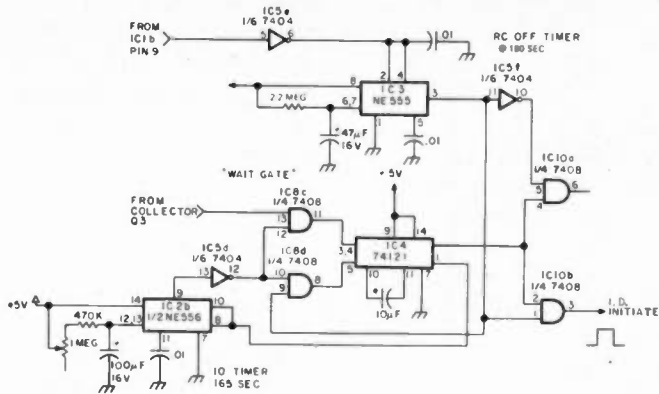 FROM
IC1b
PIN 9
IC5e
1/6 7404
5
6
.01
RC OFF TIMER
@ 180 SEC
2
4
8
IC3
NE555
3
6,7
1
5
2.2 MEG
+
47µF
16V
.01
IC5f
1/6 7404
11
10
IC10a
1/4 7408
5
4
6
"WAIT GATE"
+5V
FROM
COLLECTOR
Q3
IC8c
1/4 7408
13
12
11
IC5d
1/6 7404
13
12
IC8d
1/4 7408
10
9
8
9
14
3,4
5
IC4
74121
1
10
11
7
+
10µF
IC10b
1/4 7408
2
1
3
I.D.
INITIATE
+5V
14
9
IC2b
1/2NE556
10
8
12,13
11
7
470K
1 MEG
+
100µF
16V
.01
ID TIMER
165 SEC